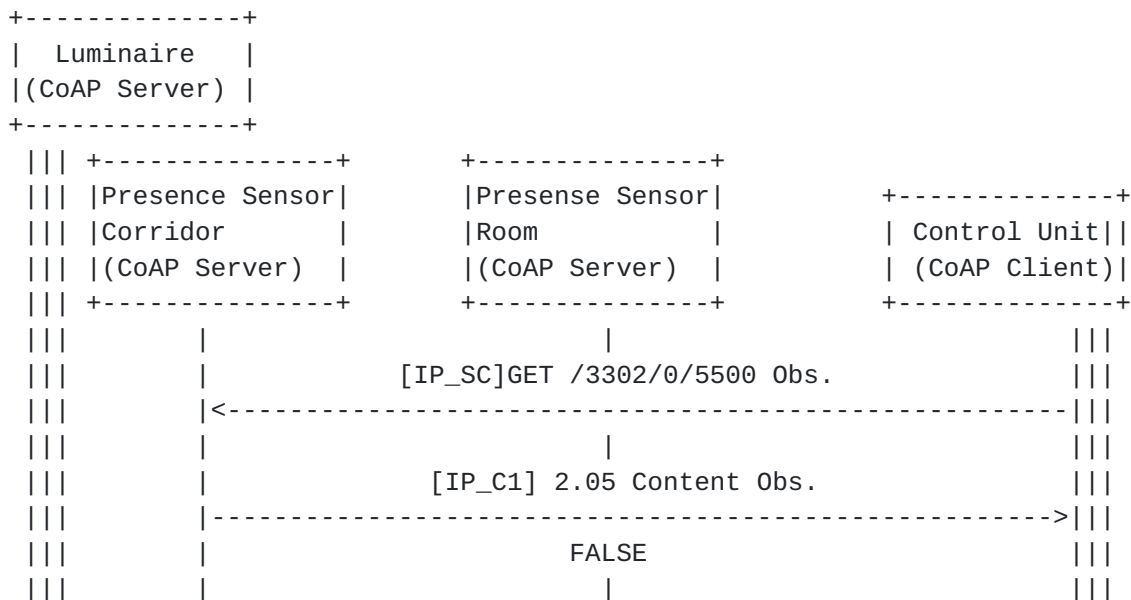 +--------------+
|  Luminaire   |
|(CoAP Server) |
+--------------+
 ||| +---------------+       +---------------+
 ||| |Presence Sensor|       |Presense Sensor|          +--------------+
 ||| |Corridor       |       |Room           |          | Control Unit||
 ||| |(CoAP Server)  |       |(CoAP Server)  |          | (CoAP Client)|
 ||| +---------------+       +---------------+          +--------------+
 |||        |                         |                             |||
 |||        |            [IP_SC]GET /3302/0/5500 Obs.               |||
 |||        |<------------------------------------------------------|||
 |||        |                         |                             |||
 |||        |              [IP_C1] 2.05 Content Obs.                |||
 |||        |------------------------------------------------------>|||
 |||        |                       FALSE                           |||
 |||        |                         |                             |||